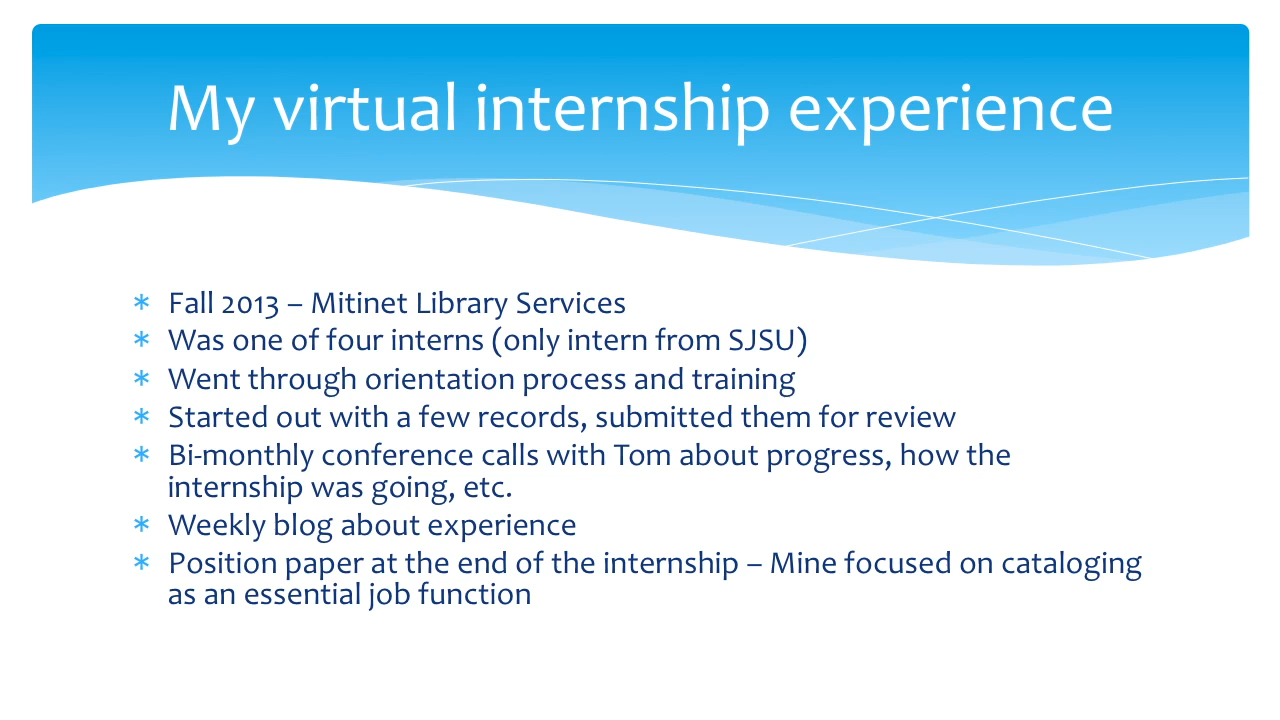 My virtual internship experience
* Fall 2013 – Mitinet Library Services
* Was one of four interns (only intern from SJSU)
* Went through orientation process and training
* Started out with a few records, submitted them for review
* Bi-monthly conference calls with Tom about progress, how the
internship was going, etc.
* Weekly blog about experience
* Position paper at the end of the internship – Mine focused on cataloging
as an essential job function